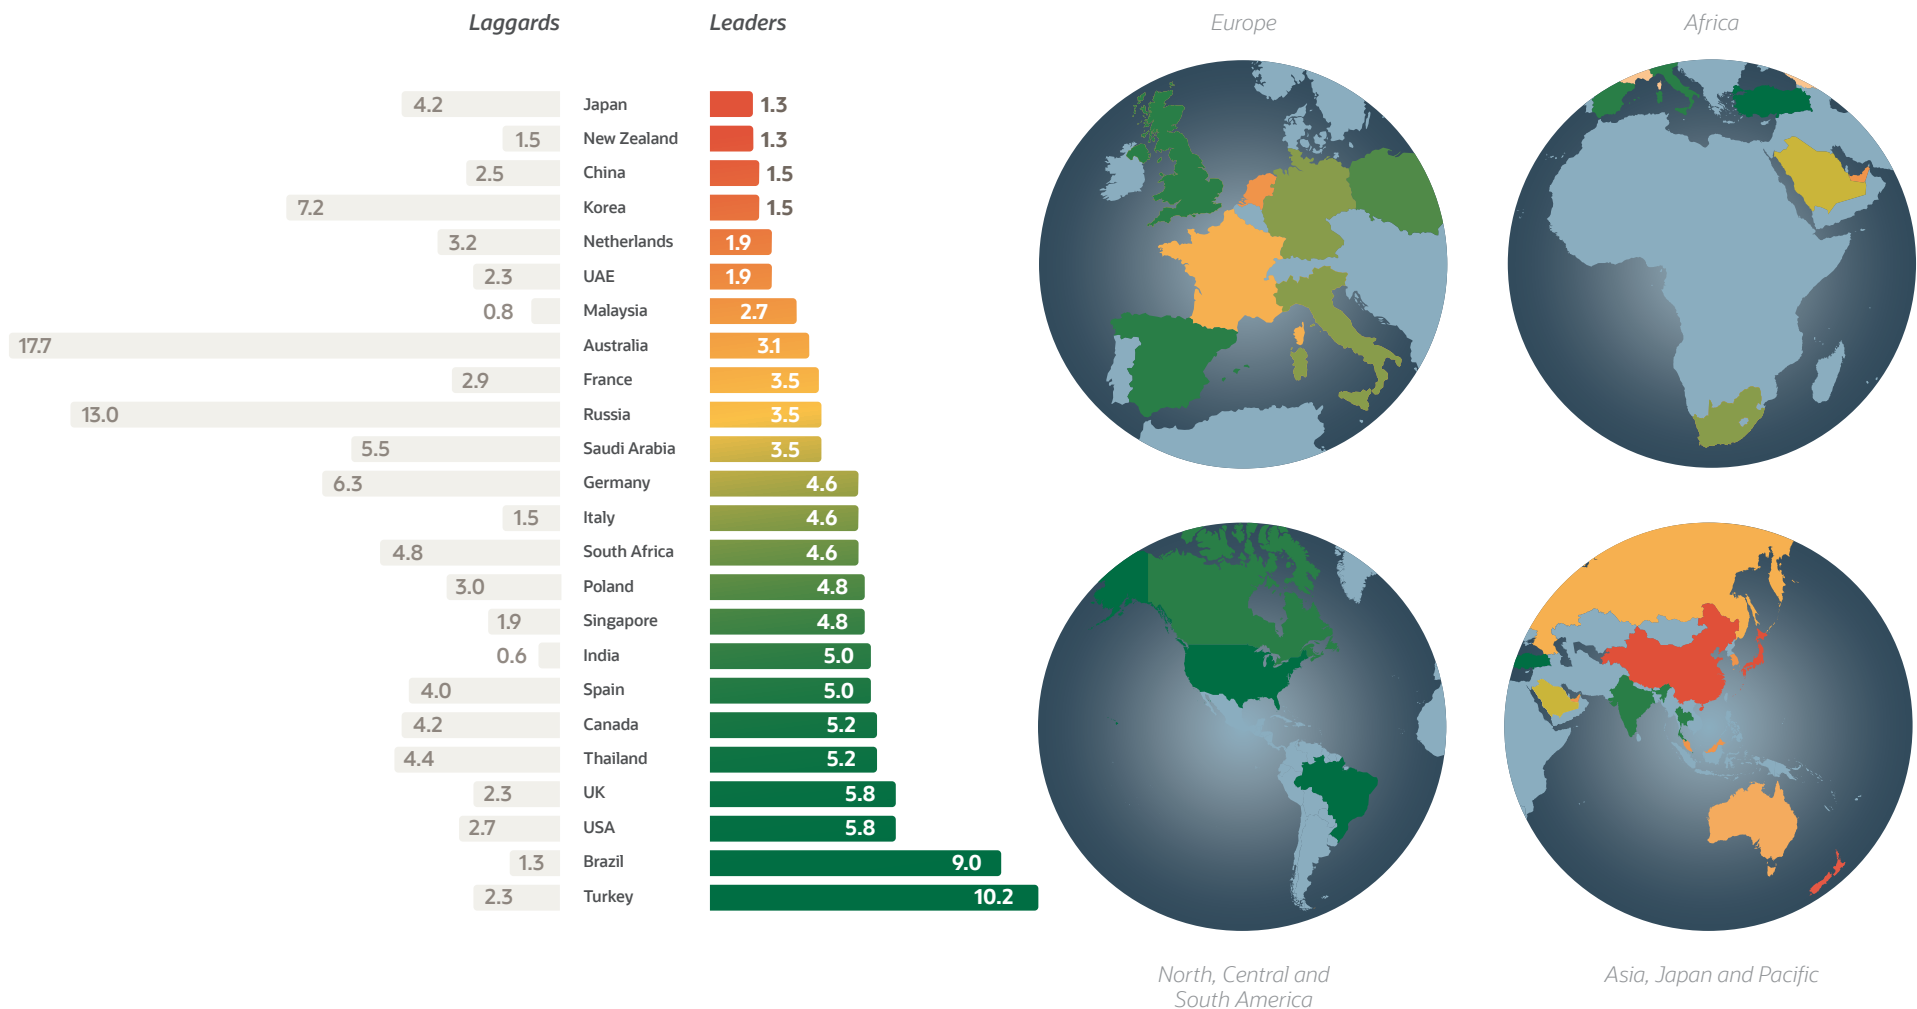 Laggards Leaders Europe Africa
4.2 Japan 1.3
1.5 New Zealand 1.3
2.5 China 1.5
7.2 Korea 1.5
3.2 Netherlands 1.9
2.3 UAE 1.9
0.8 Malaysia 2.7
17.7 Australia 3.1
2.9 France 3.5
13.0 Russia 3.5
5.5 Saudi Arabia 3.5
6.3 Germany 4.6
1.5 Italy 4.6
4.8 South Africa 4.6
3.0 Poland 4.8
1.9 Singapore 4.8
0.6 India 5.0
4.0 Spain 5.0
4.2 Canada 5.2
4.4 Thailand 5.2
2.3 UK 5.8
2.7 USA 5.8
1.3 Brazil 9.0
2.3 Turkey 10.2
North, Central and
South America
Asia, Japan and Pacific